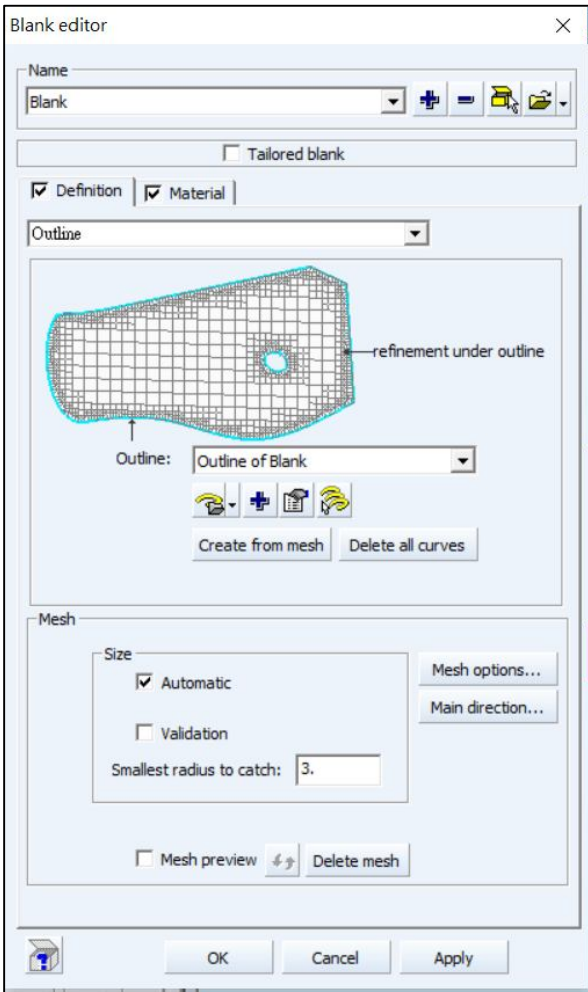 Blank editor
Name
Blank
Tailored blank
Definition
Material
Outline
refinement under outline
Outline:
Outline of Blank
Create from mesh
Delete all curves
Mesh
Size
Automatic
Validation
Smallest radius to catch:
3.
Mesh options...
Main direction...
Mesh preview
Delete mesh
OK
Cancel
Apply